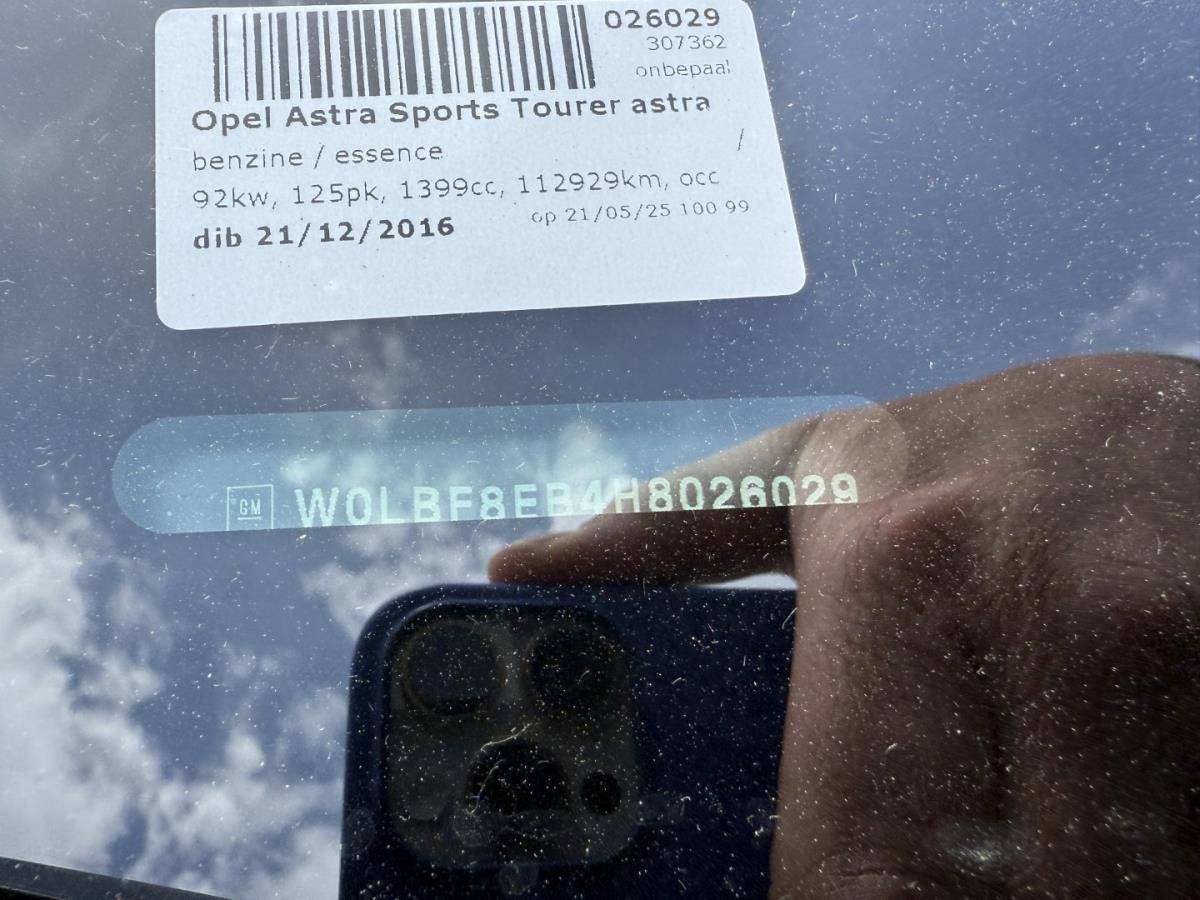 026029
307362
onbepaal
Opel Astra Sports Tourer astra
benzine / essence /
92kw, 125pk, 1399cc, 112929km, occ
dib 21/12/2016 op 21/05/25 100 99
GM W0LBF8EB4H8026029